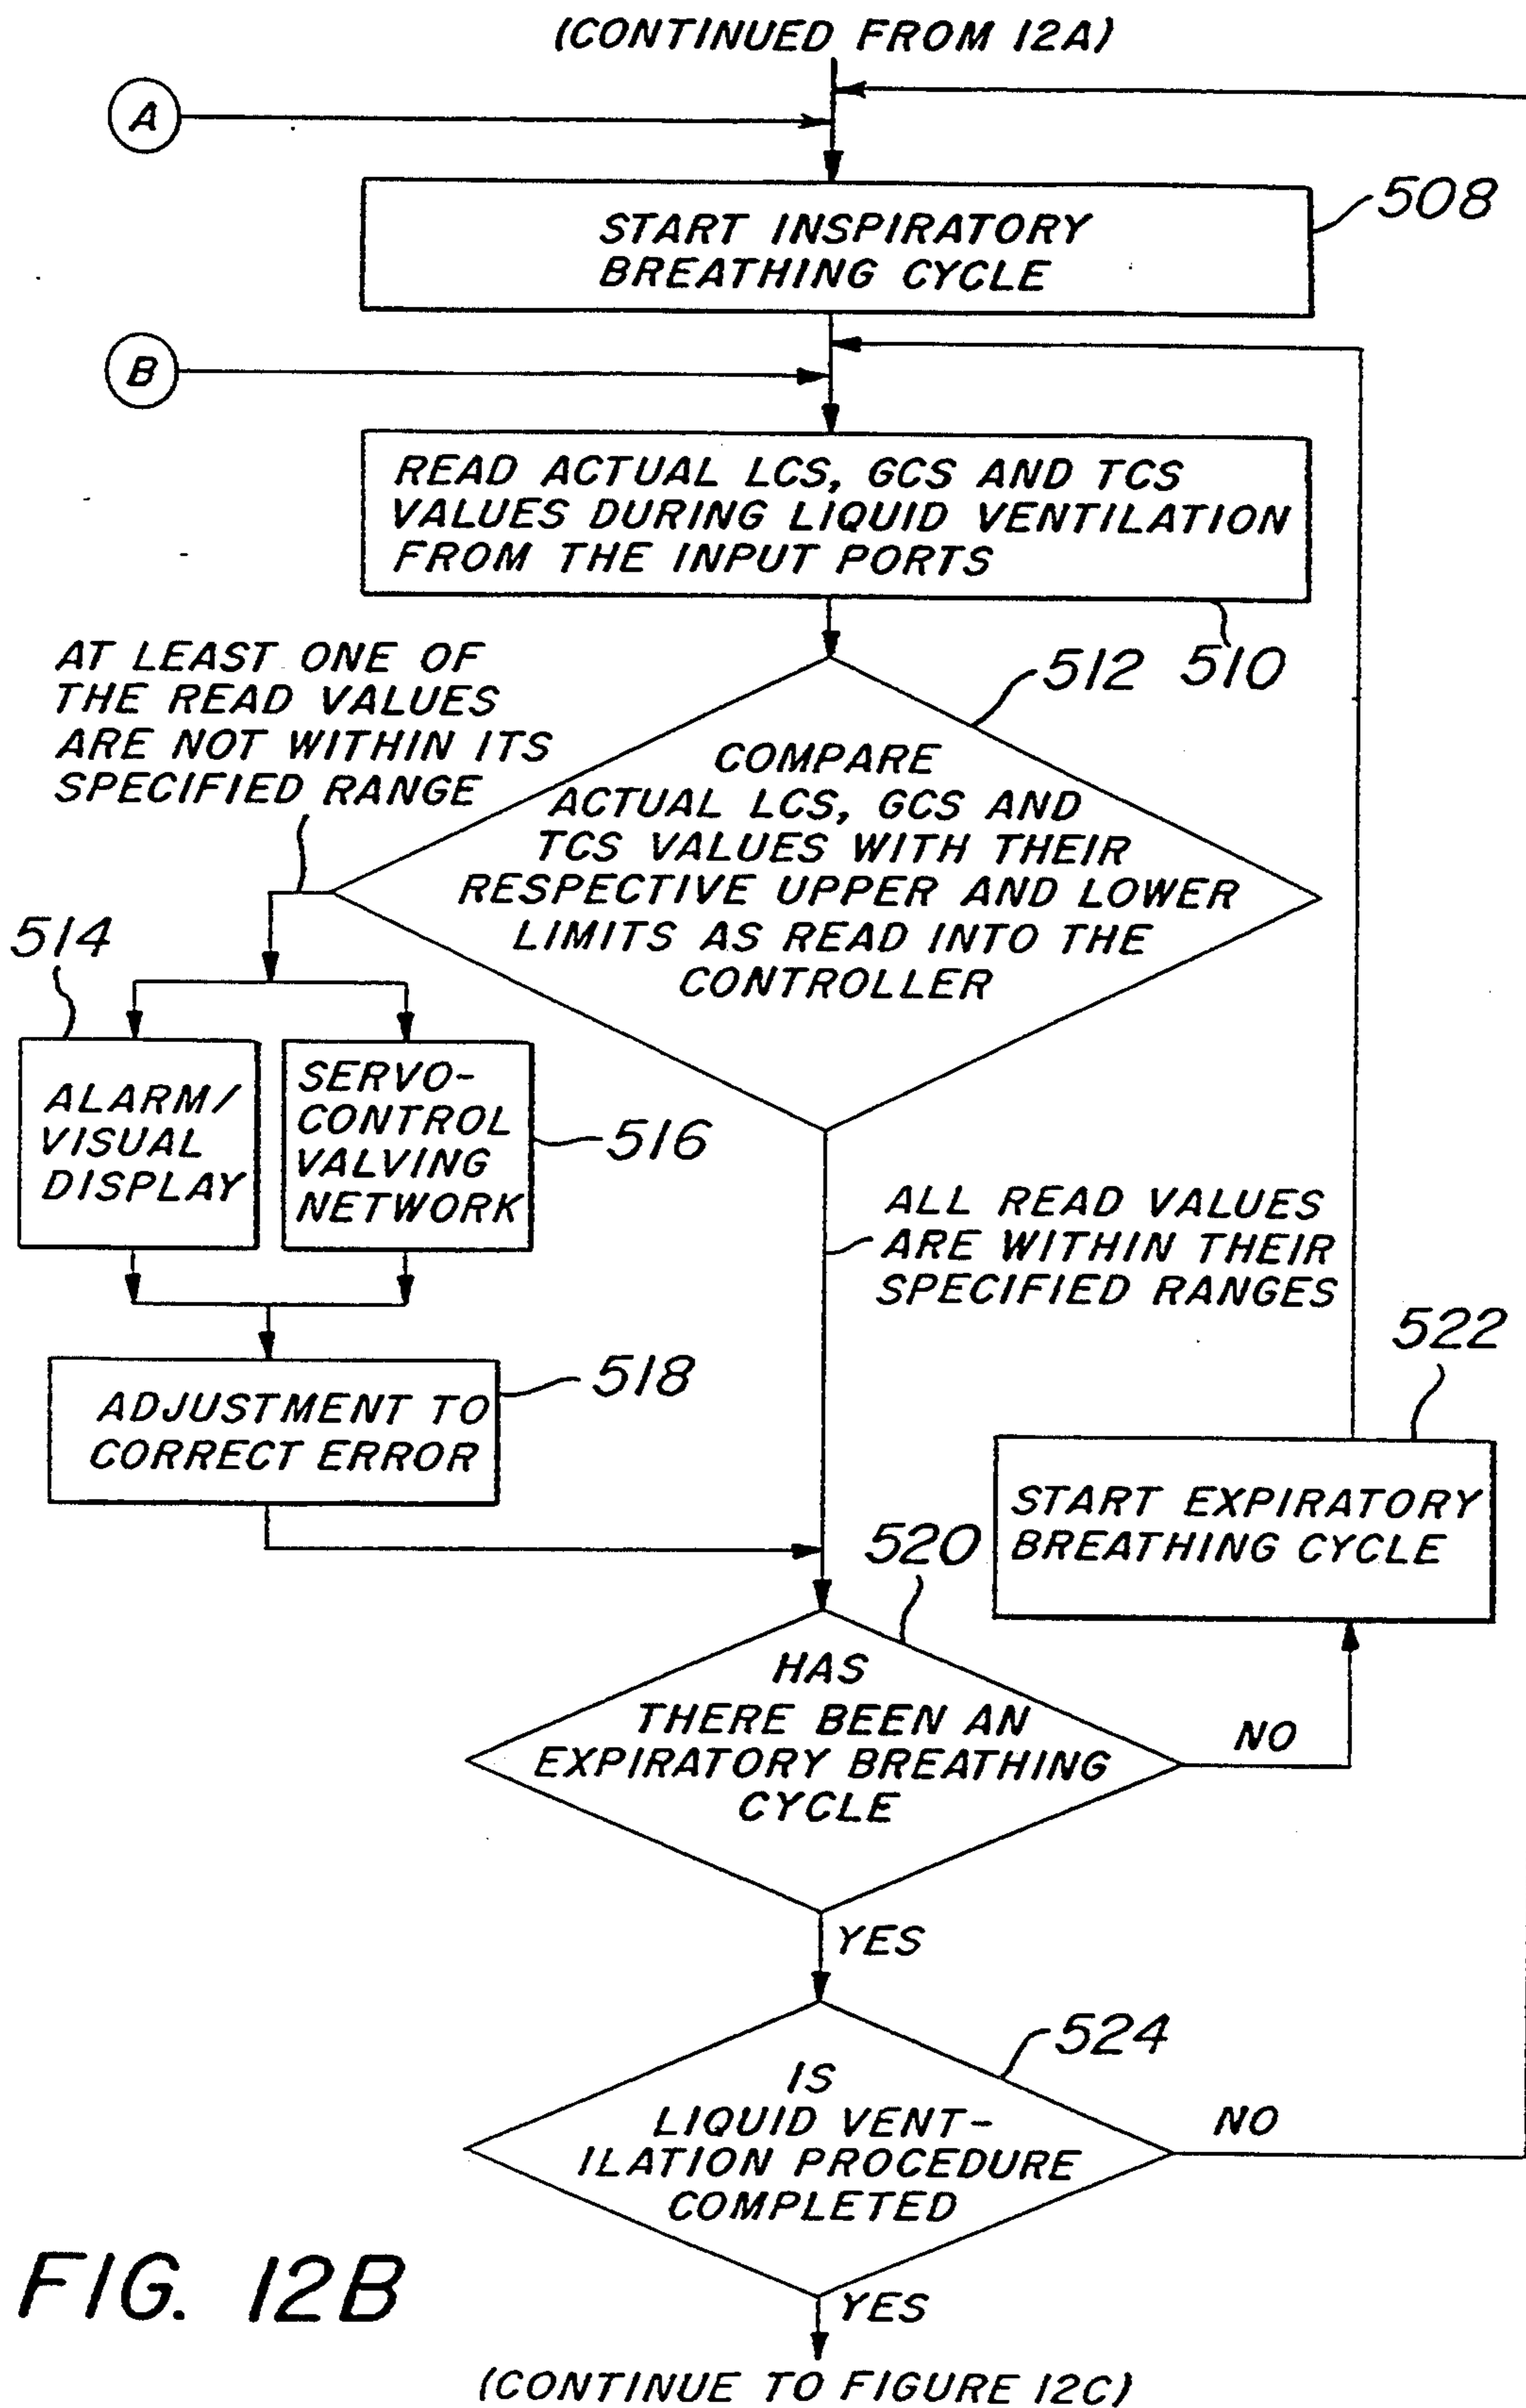 (CONTINUED FROM 12A)
A
508
START INSPIRATORY
BREATHING CYCLE
B
READ ACTUAL LCS, GCS AND TCS
VALUES DURING LIQUID VENTILATION
FROM THE INPUT PORTS
510
512
AT LEAST ONE OF
THE READ VALUES
ARE NOT WITHIN ITS
SPECIFIED RANGE
COMPARE
ACTUAL LCS, GCS AND
TCS VALUES WITH THEIR
RESPECTIVE UPPER AND LOWER
LIMITS AS READ INTO THE
CONTROLLER
514
ALARM/
VISUAL
DISPLAY
SERVO-
CONTROL
VALVING
NETWORK
516
ALL READ VALUES
ARE WITHIN THEIR
SPECIFIED RANGES
518
ADJUSTMENT TO
CORRECT ERROR
522
START EXPIRATORY
BREATHING CYCLE
520
HAS
THERE BEEN AN
EXPIRATORY BREATHING
CYCLE
NO
YES
524
IS
LIQUID VENT-
ILATION PROCEDURE
COMPLETED
NO
YES
FIG. 12B
(CONTINUE TO FIGURE 12C)